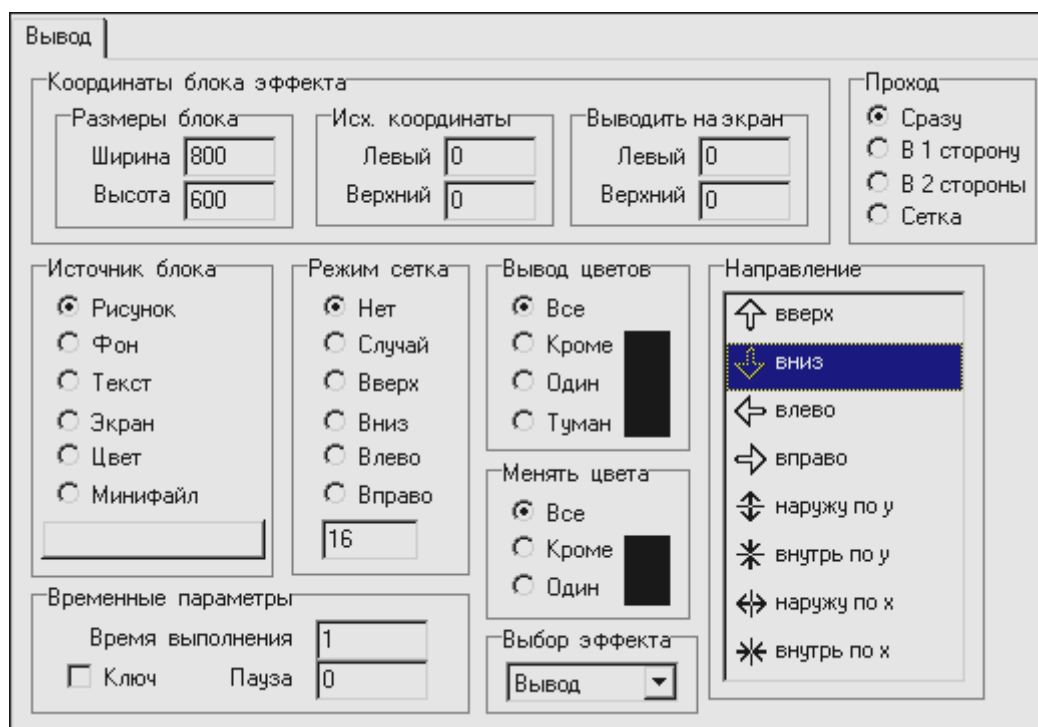 Вывод
Координаты блока эффекта
Размеры блока
Ширина 800
Высота 600
Исх. координаты
Левый 0
Верхний 0
Выводить на экран
Левый 0
Верхний 0
Проход
Сразу
В 1 сторону
В 2 стороны
Сетка
Источник блока
Рисунок
Фон
Текст
Экран
Цвет
Минифайл
Режим сетка
Нет
Случай
Вверх
Вниз
Влево
Вправо
16
Вывод цветов
Все
Кроме
Один
Туман
Менять цвета
Все
Кроме
Один
Направление
вверх
вниз
влево
вправо
наружу по у
внутрь по у
наружу по х
внутрь по х
Временные параметры
Время выполнения 1
Ключ Пауза 0
Выбор эффекта
Вывод